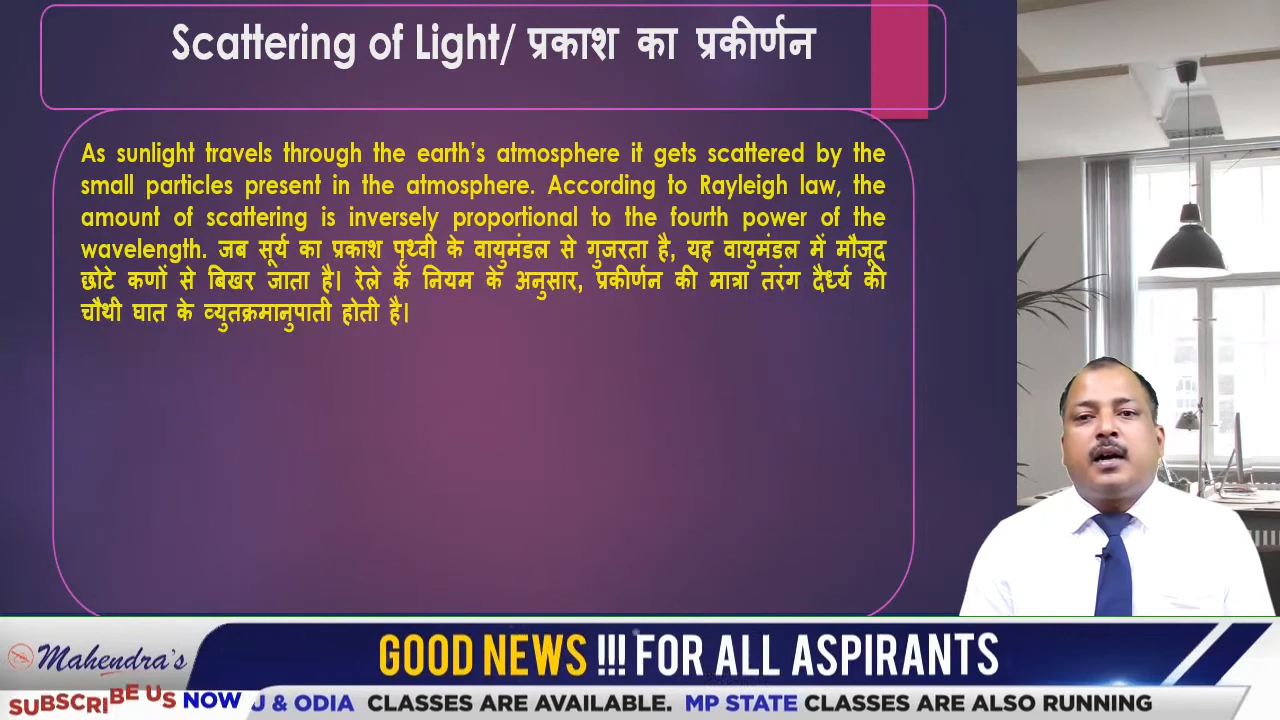 Scattering of Light/ प्रकाश का प्रकीर्णन
As sunlight travels through the earth’s atmosphere it gets scattered by the
small particles present in the atmosphere. According to Rayleigh law, the
amount of scattering is inversely proportional to the fourth power of the
wavelength. जब सूर्य का प्रकाश पृथ्वी के वायुमंडल से गुजरता है, यह वायुमंडल में मौजूद
छोटे कणों से बिखर जाता है। रेले के नियम के अनुसार, प्रकीर्णन की मात्रा तरंग दैर्ध्य की
चौथी घात के व्युतक्रमानुपाती होती है।
Mahendra's
GOOD NEWS !!! FOR ALL ASPIRANTS
SUBSCRIBE US NOW
& ODIA CLASSES ARE AVAILABLE. MP STATE CLASSES ARE ALSO RUNNING